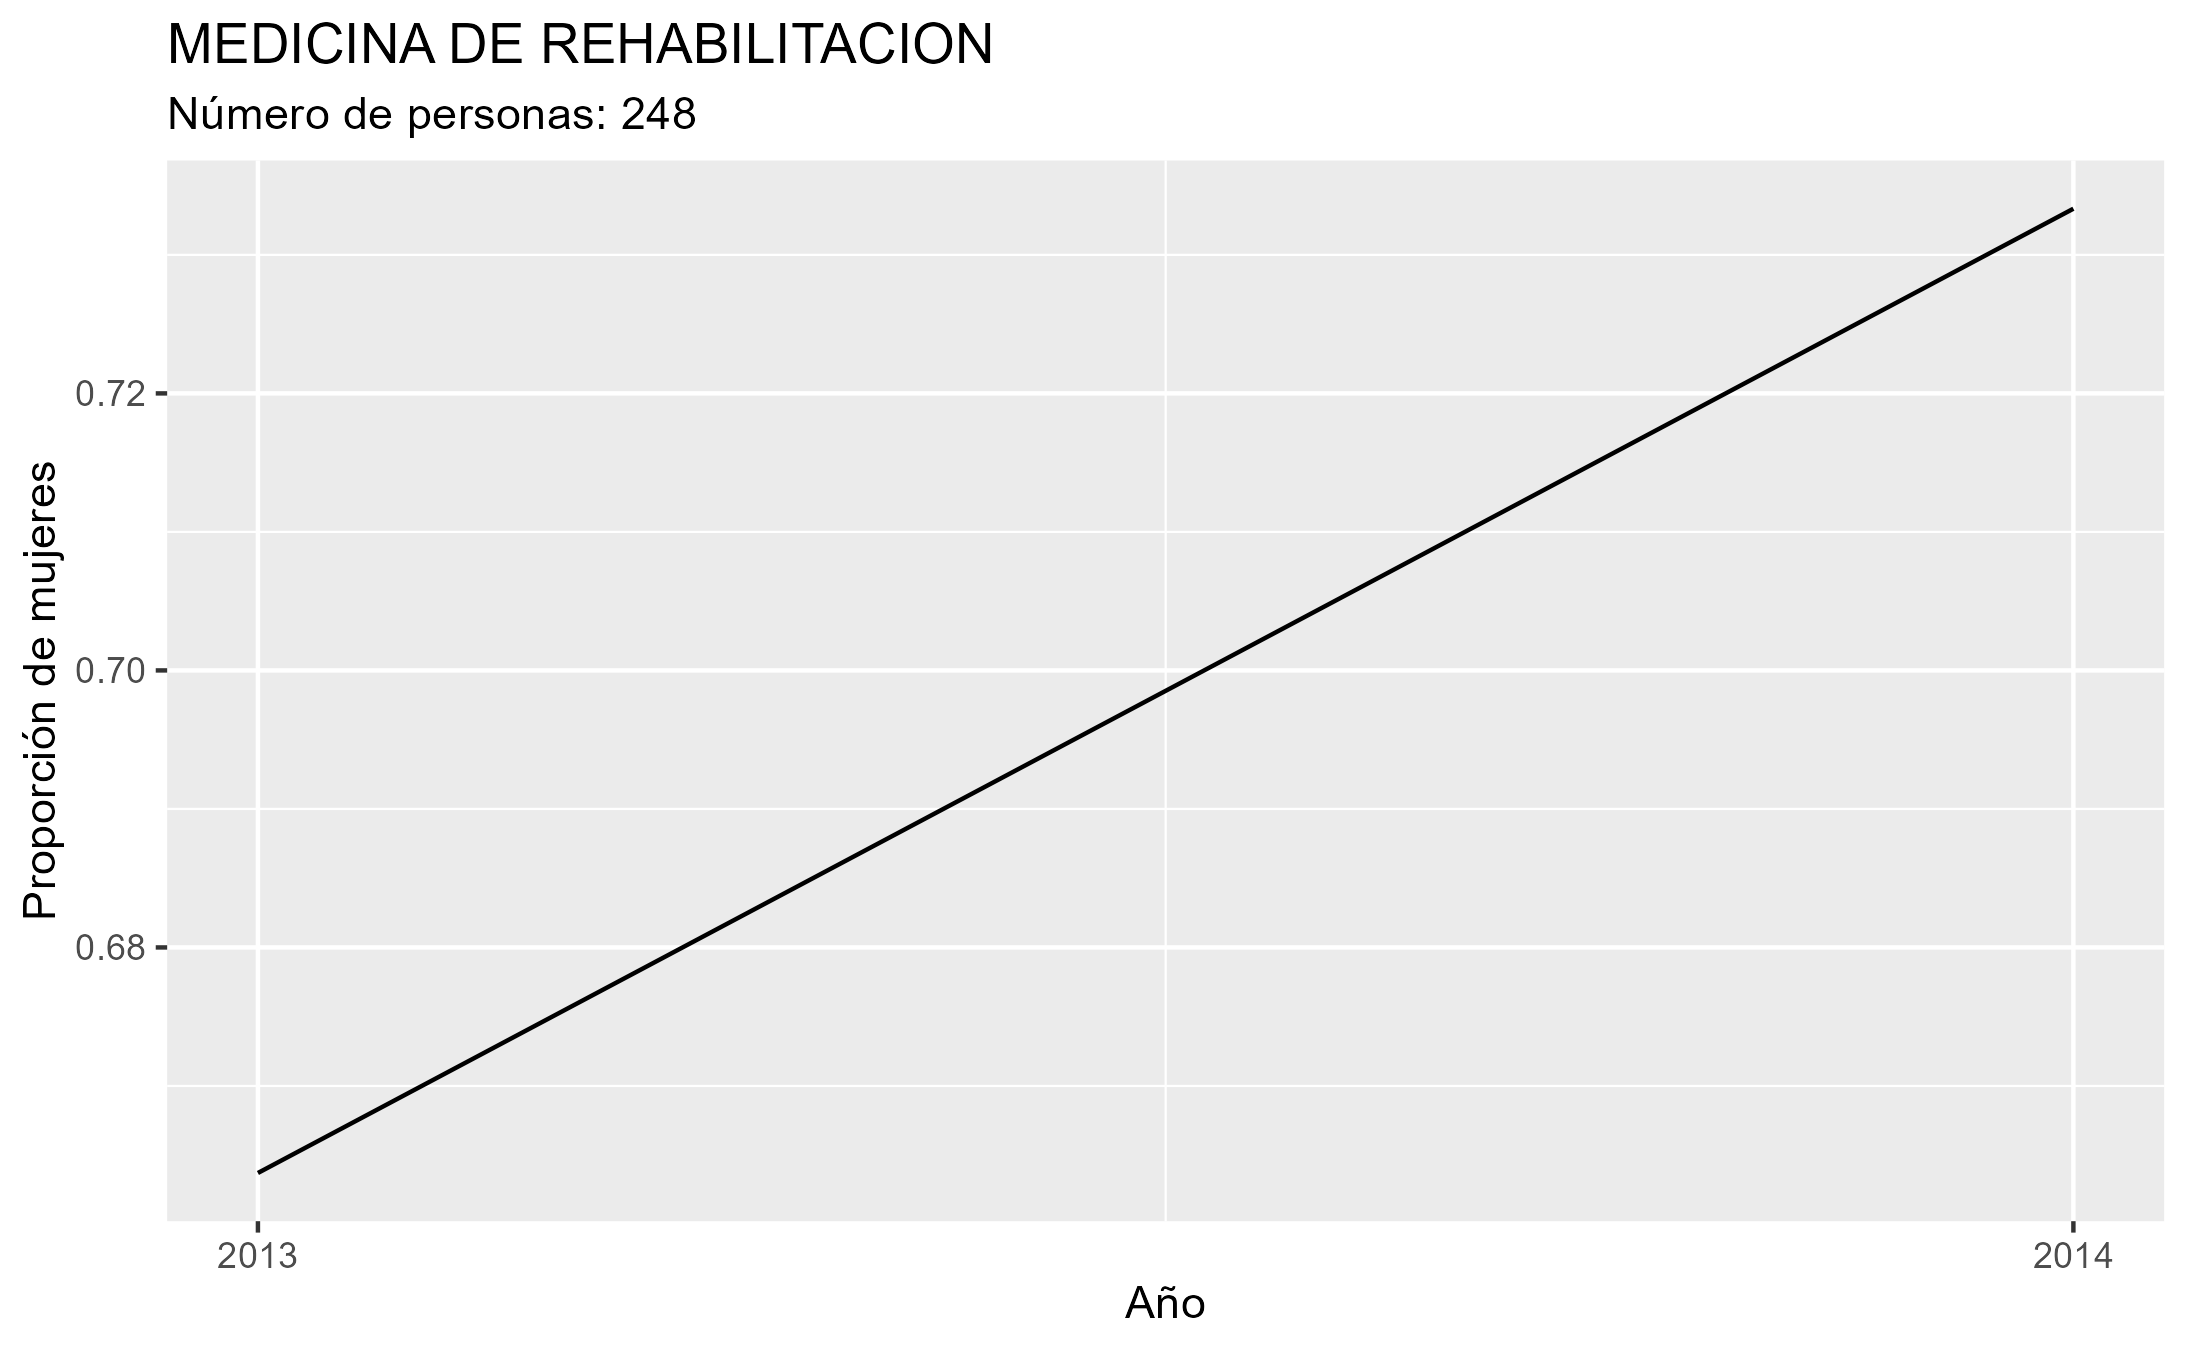 MEDICINA DE REHABILITACION
Número de personas: 248
Proporción de mujeres
0.72
0.70
0.68
2013 2014
Año